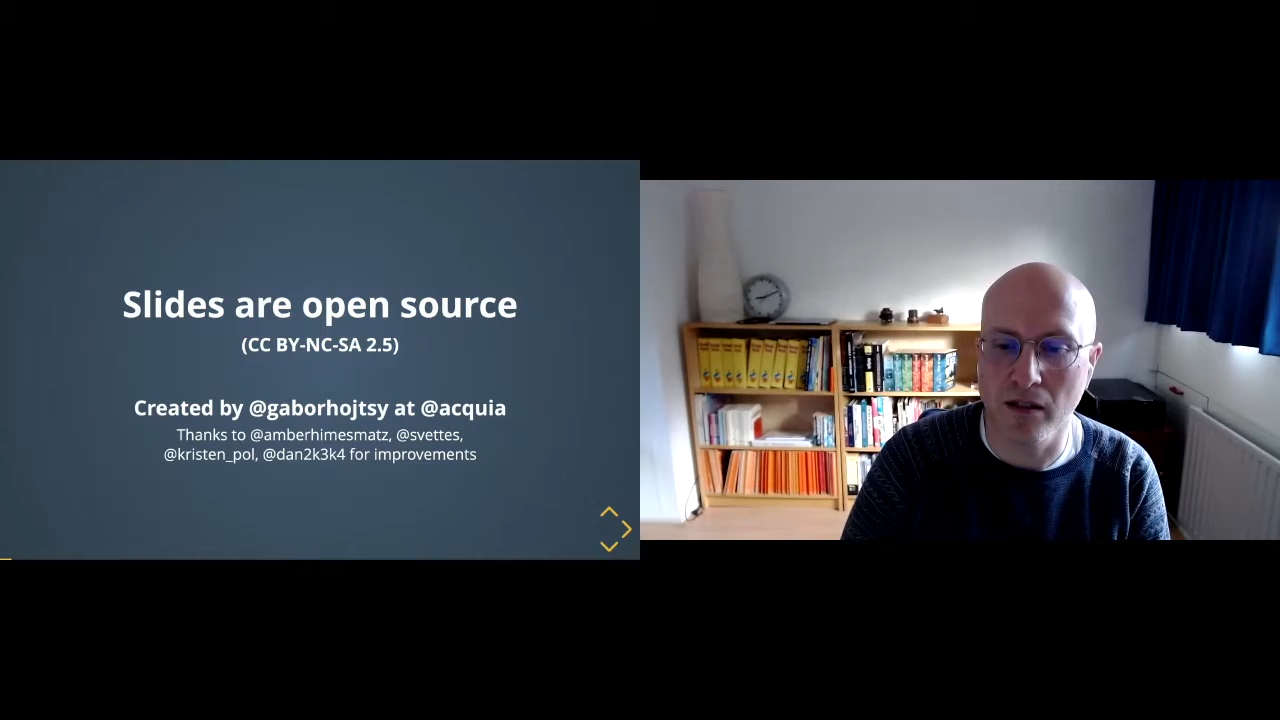 Slides are open source
(CC BY-NC-SA 2.5)
Created by @gaborhojtsy at @acquia
Thanks to @amberhimesmatz, @svettes,
@kristen_pol, @dan2k3k4 for improvements